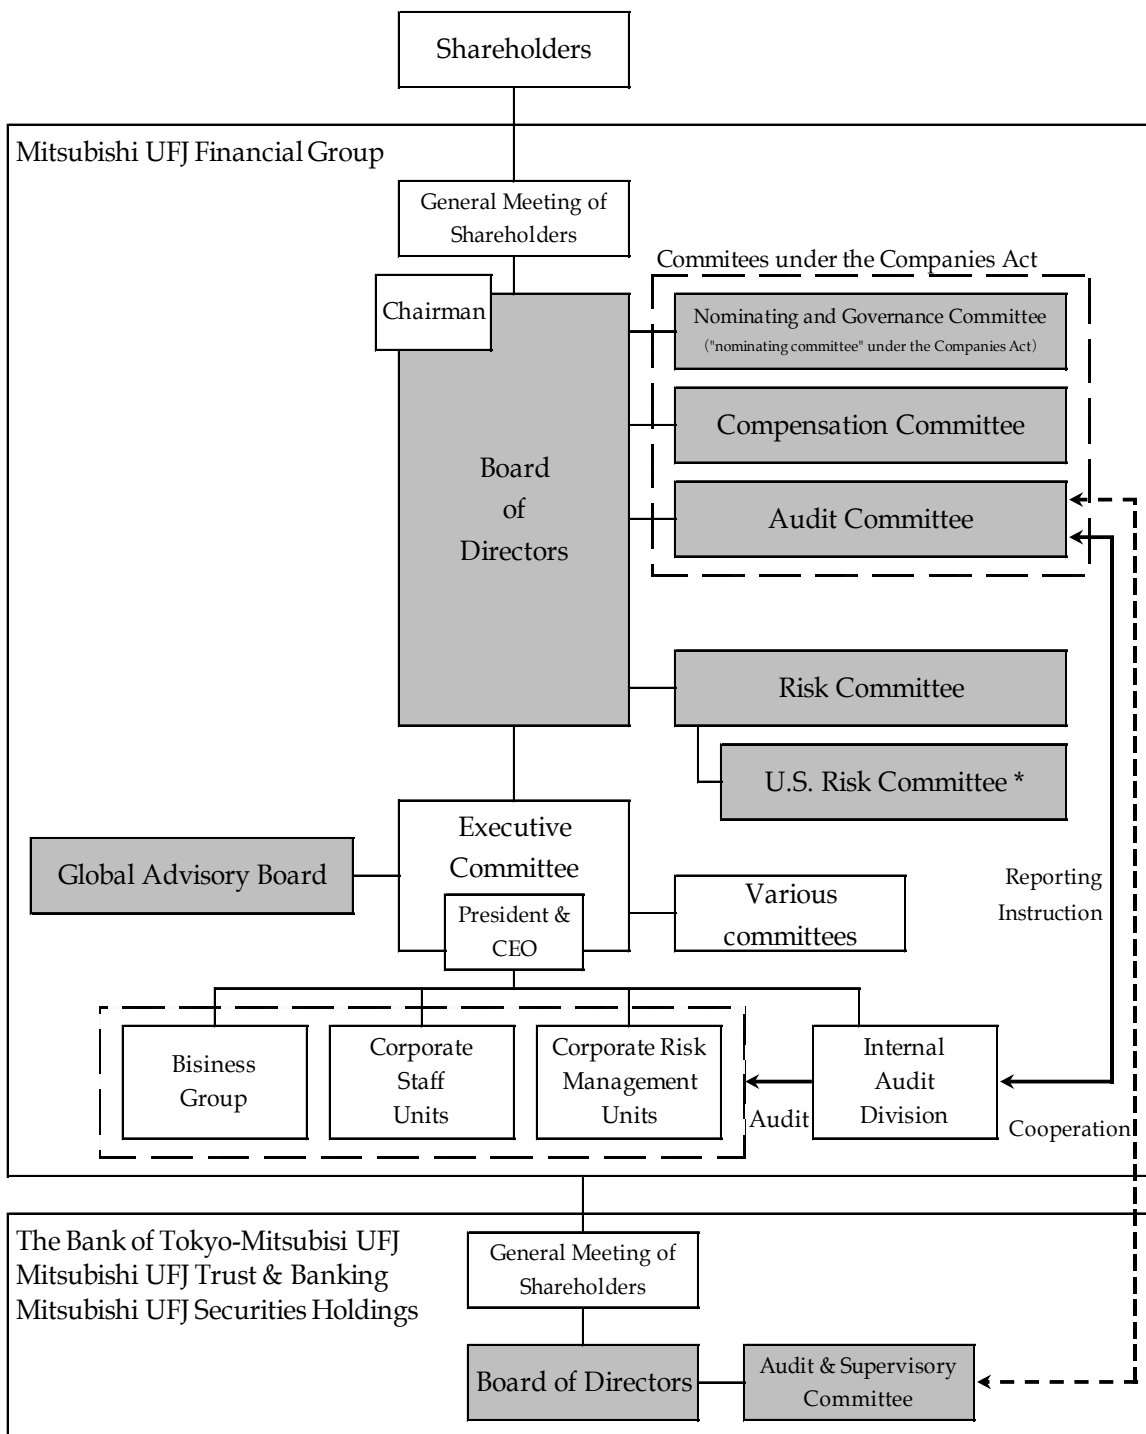 Shareholders
Mitsubishi UFJ Financial Group
General Meeting of
Shareholders
Commitees under the Companies Act
Chairman
Nominating and Governance Committee
("nominating committee" under the Companies Act)
Compensation Committee
Board
of
Directors
Audit Committee
Risk Committee
U.S. Risk Committee *
Executive
Committee
Global Advisory Board
President &
CEO
Various
committees
Reporting
Instruction
Bisiness
Group
Corporate
Staff
Units
Corporate Risk
Management
Units
Audit
Internal
Audit
Division
Cooperation
The Bank of Tokyo-Mitsubisi UFJ
Mitsubishi UFJ Trust & Banking
Mitsubishi UFJ Securities Holdings
General Meeting of
Shareholders
Board of Directors
Audit & Supervisory
Committee